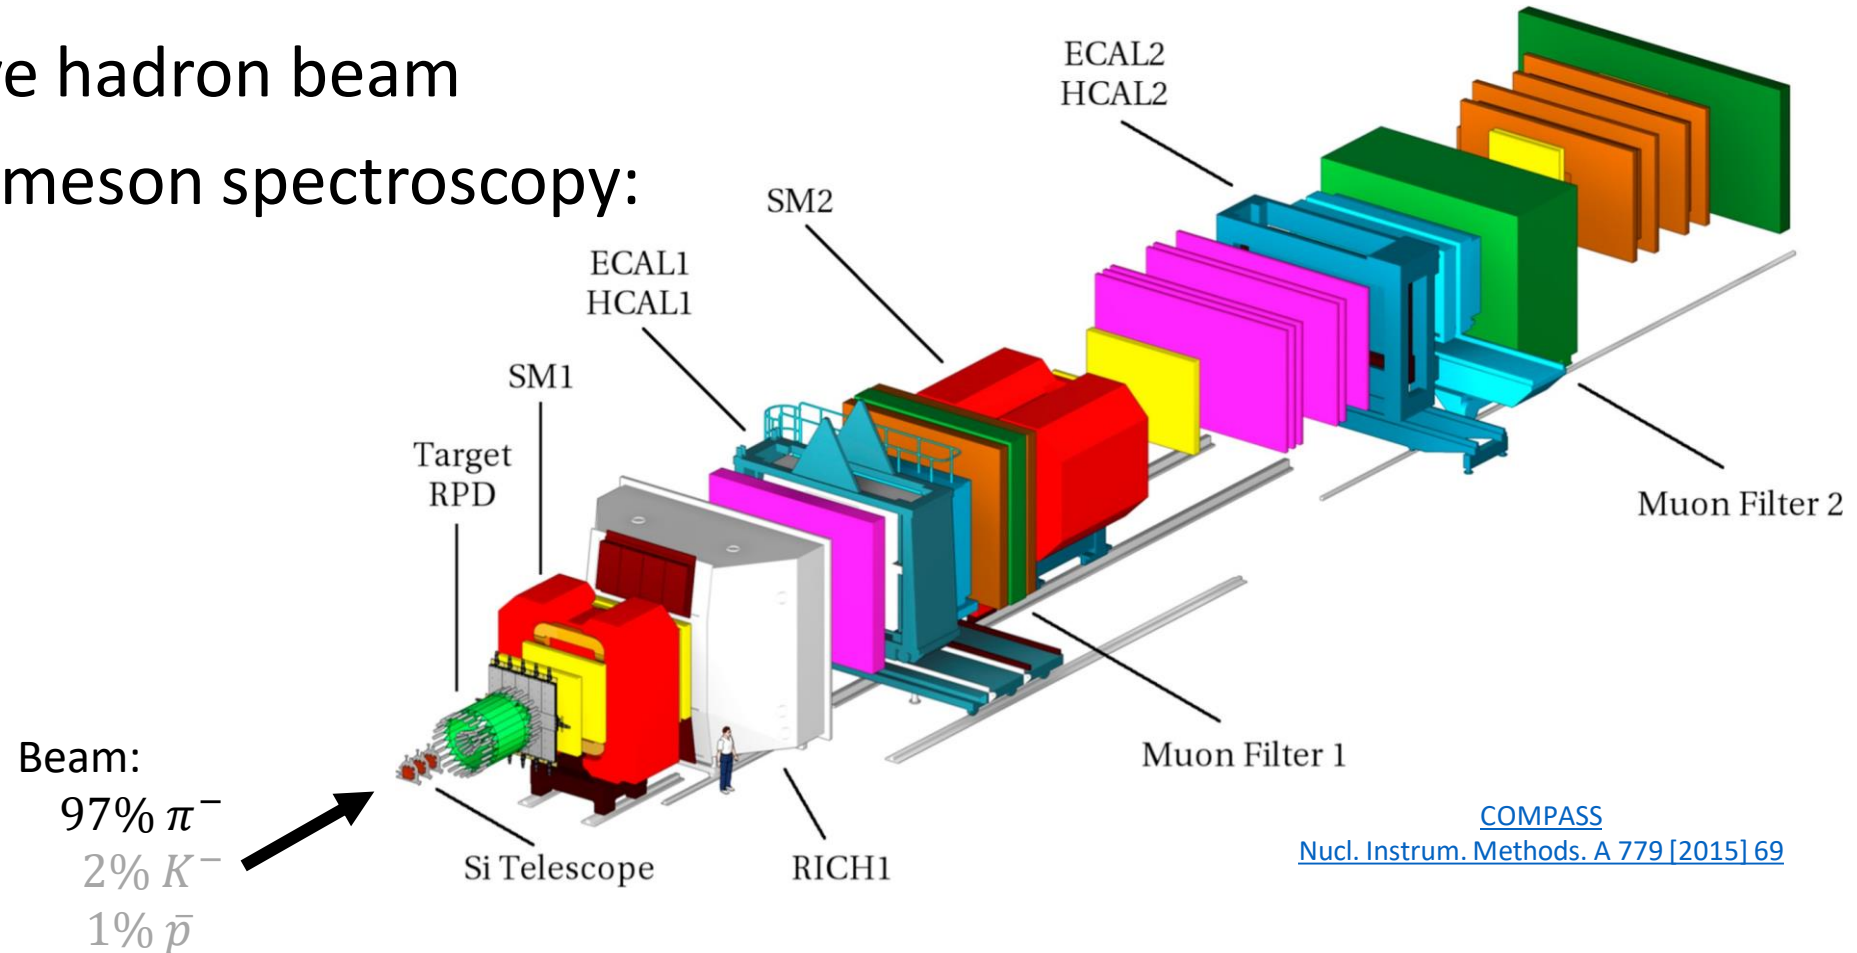 ve hadron beam
meson spectroscopy:
ECAL2
HCAL2
SM2
ECAL1
HCAL1
SM1
Target
RPD
Muon Filter 2
Muon Filter 1
Beam:
97% π⁻
2% K⁻
1% p̄
Si Telescope
RICH1
COMPASS
Nucl. Instrum. Methods. A 779 [2015] 69